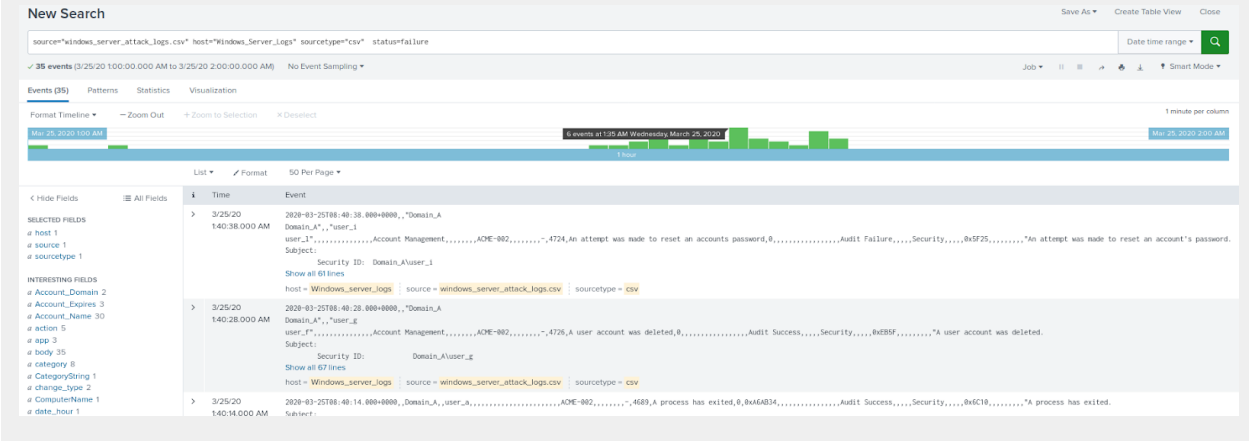 New Search
Save As ▾ Create Table View Close
source="windows_server_attack_logs.csv" host="Windows_Server_Logs" sourcetype="csv" status=failure
Date time range ▾
✓ 35 events (3/25/20 1:00:00.000 AM to 3/25/20 2:00:00.000 AM) No Event Sampling ▾
Job ▾ Smart Mode ▾
Events (35) Patterns Statistics Visualization
Format Timeline ▾ — Zoom Out + Zoom to Selection × Deselect
1 minute per column
Mar 25, 2020 1:00 AM
6 events at 1:35 AM Wednesday, March 25, 2020
Mar 25, 2020 2:00 AM
1 hour
List ▾ Format 50 Per Page ▾
< Hide Fields All Fields
SELECTED FIELDS
a host 1
a source 1
a sourcetype 1
INTERESTING FIELDS
a Account_Domain 2
a Account_Expires 3
a Account_Name 30
a action 5
a app 3
a body 35
a category 8
a CategoryString 1
a change_type 2
a ComputerName 1
a date_hour 1
i Time Event
> 3/25/20
1:40:38.000 AM
2020-03-25T08:40:38.000+0000,,"Domain_A
Domain_A",,"user_i
user_l",,,,,,,,,,,,,,,Account Management,,,,,,,,ACME-002,,,,,,,,-,4724,An attempt was made to reset an accounts password,0,,,,,,,,,,,,,,,,,Audit Failure,,,,,Security,,,,,0x5F25,,,,,,,,,"An attempt was made to reset an account's password.
Subject:
Security ID: Domain_A\user_i
Show all 61 lines
host = Windows_server_logs source = windows_server_attack_logs.csv sourcetype = csv
> 3/25/20
1:40:28.000 AM
2020-03-25T08:40:28.000+0000,,"Domain_A
Domain_A",,"user_g
user_f",,,,,,,,,,,,,,,Account Management,,,,,,,,ACME-002,,,,,,,,-,4726,A user account was deleted,0,,,,,,,,,,,,,,,,,Audit Success,,,,,Security,,,,,0xEB5F,,,,,,,,,"A user account was deleted.
Subject:
Security ID: Domain_A\user_g
Show all 67 lines
host = Windows_server_logs source = windows_server_attack_logs.csv sourcetype = csv
> 3/25/20
1:40:14.000 AM
2020-03-25T08:40:14.000+0000,,Domain_A,,user_a,,,,,,,,,,,,,,,,,,,,,,,ACME-002,,,,,,,,-,4689,A process has exited,0,0xA6AB34,,,,,,,,,,,,,,,,Audit Success,,,,,Security,,,,,0x6C10,,,,,,,,,"A process has exited.
Subject: